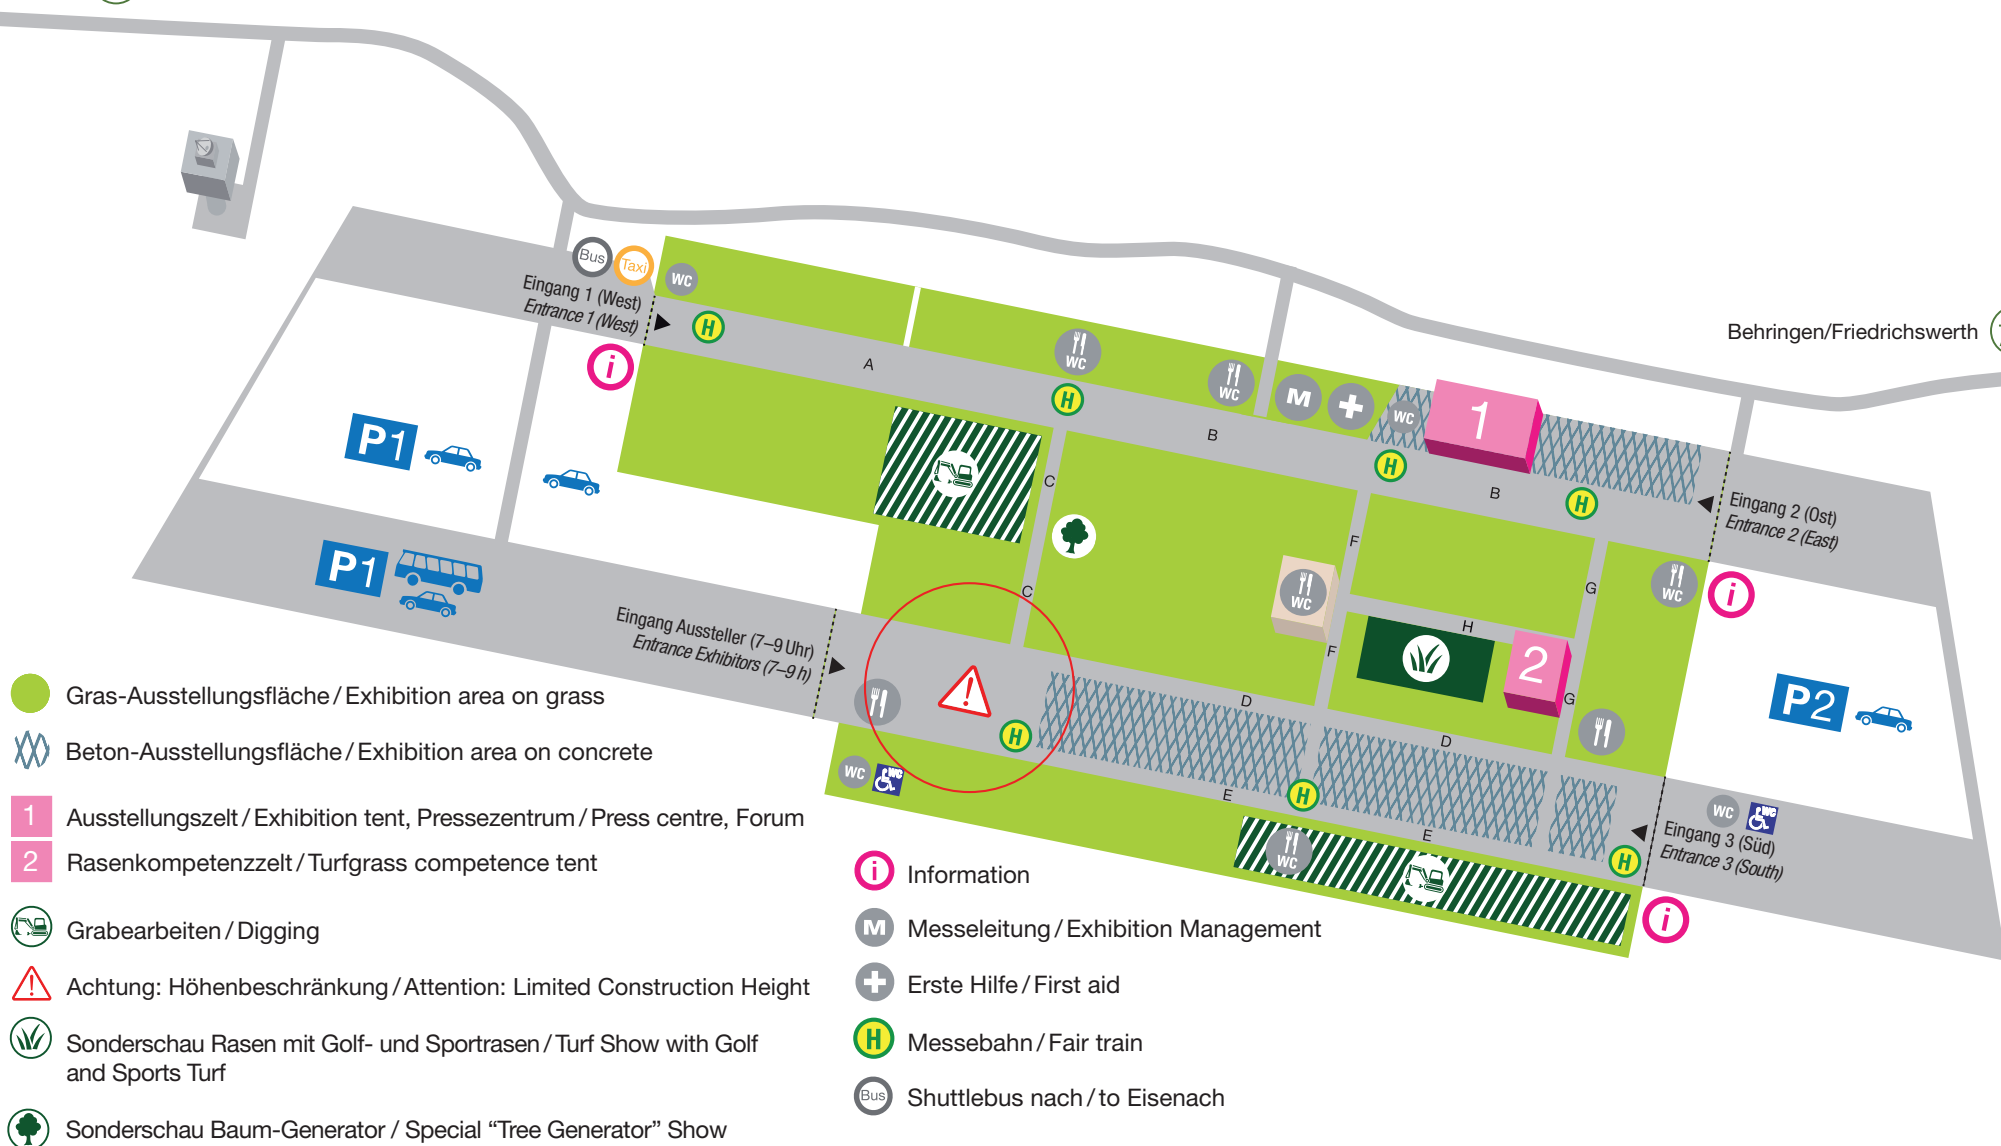 Bus
Taxi
WC
Eingang 1 (West)
Entrance 1 (West)
H
i
A
WC
H
WC
M
B
WC
1
H
B
H
Behringen/Friedrichswerth
Eingang 2 (Ost)
Entrance 2 (East)
P1
P1
C
C
F
WC
F
G
H
2
G
WC
i
Eingang Aussteller (7–9 Uhr)
Entrance Exhibitors (7–9 h)
H
D
D
WC
WC
E
H
E
WC
H
P2
WC
WC
Eingang 3 (Süd)
Entrance 3 (South)
i
Gras-Ausstellungsfläche / Exhibition area on grass
Beton-Ausstellungsfläche / Exhibition area on concrete
1 Ausstellungszelt / Exhibition tent, Pressezentrum / Press centre, Forum
2 Rasenkompetenzzelt / Turfgrass competence tent
Grabearbeiten / Digging
Achtung: Höhenbeschränkung / Attention: Limited Construction Height
Sonderschau Rasen mit Golf- und Sportrasen / Turf Show with Golf
and Sports Turf
Sonderschau Baum-Generator / Special “Tree Generator” Show
i Information
M Messeleitung / Exhibition Management
Erste Hilfe / First aid
H Messebahn / Fair train
Bus Shuttlebus nach / to Eisenach